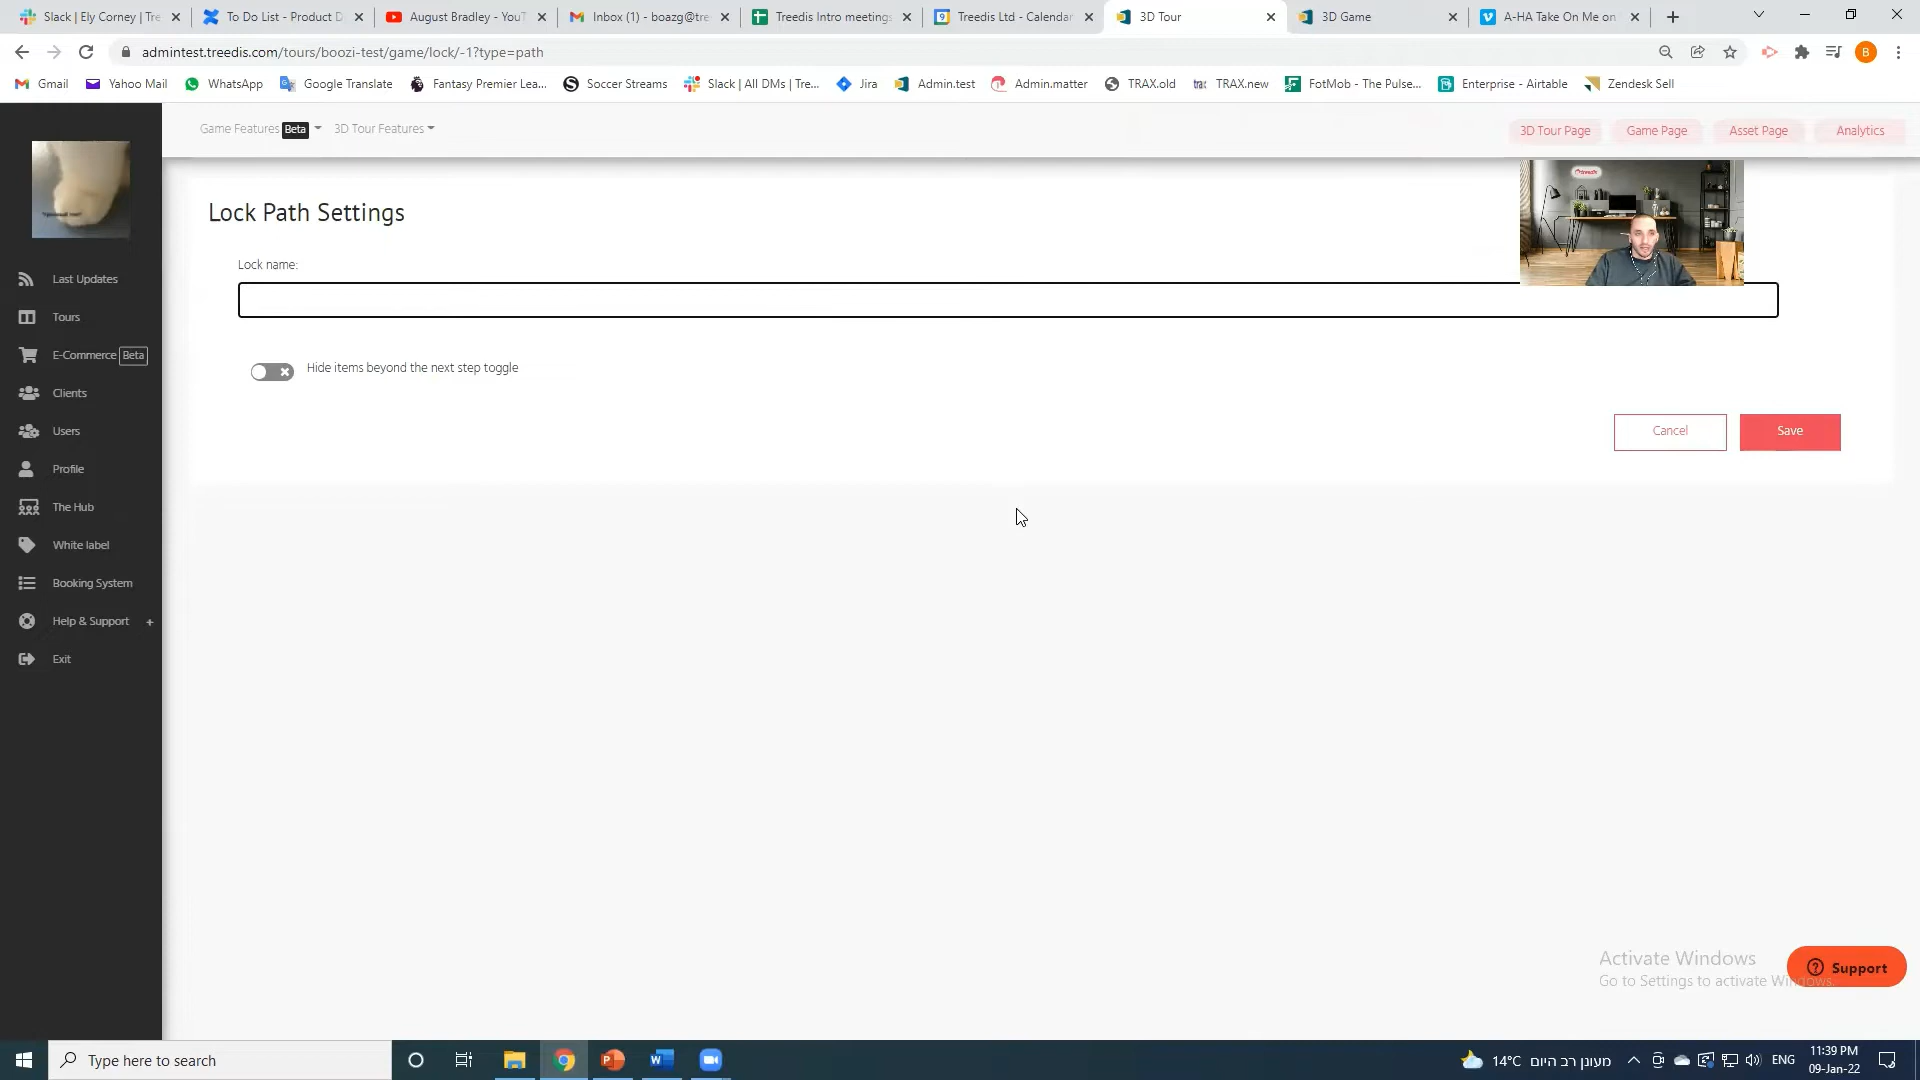 Slack | Ely Corney | Tre
To Do List - Product D
August Bradley - YouT
Inbox (1) - boazg@tre
Treedis Intro meetings
Treedis Ltd - Calendar
3D Tour
3D Game
A-HA Take On Me on
admintest.treedis.com/tours/boozi-test/game/lock/-1?type=path
B
Gmail
Yahoo Mail
WhatsApp
Google Translate
Fantasy Premier Lea...
Soccer Streams
Slack | All DMs | Tre...
Jira
Admin.test
Admin.matter
TRAX.old
TRAX.new
FotMob - The Pulse...
Enterprise - Airtable
Zendesk Sell
Game Features Beta
3D Tour Features
3D Tour Page
Game Page
Asset Page
Analytics
treedis
Lock Path Settings
Lock name:
Hide items beyond the next step toggle
Cancel
Save
Last Updates
Tours
E-Commerce Beta
Clients
Users
Profile
The Hub
White label
Booking System
Help & Support +
Exit
Activate Windows
Go to Settings to activate Windows.
Support
Type here to search
14°C מעונן רב היום
ENG
11:39 PM
09-Jan-22